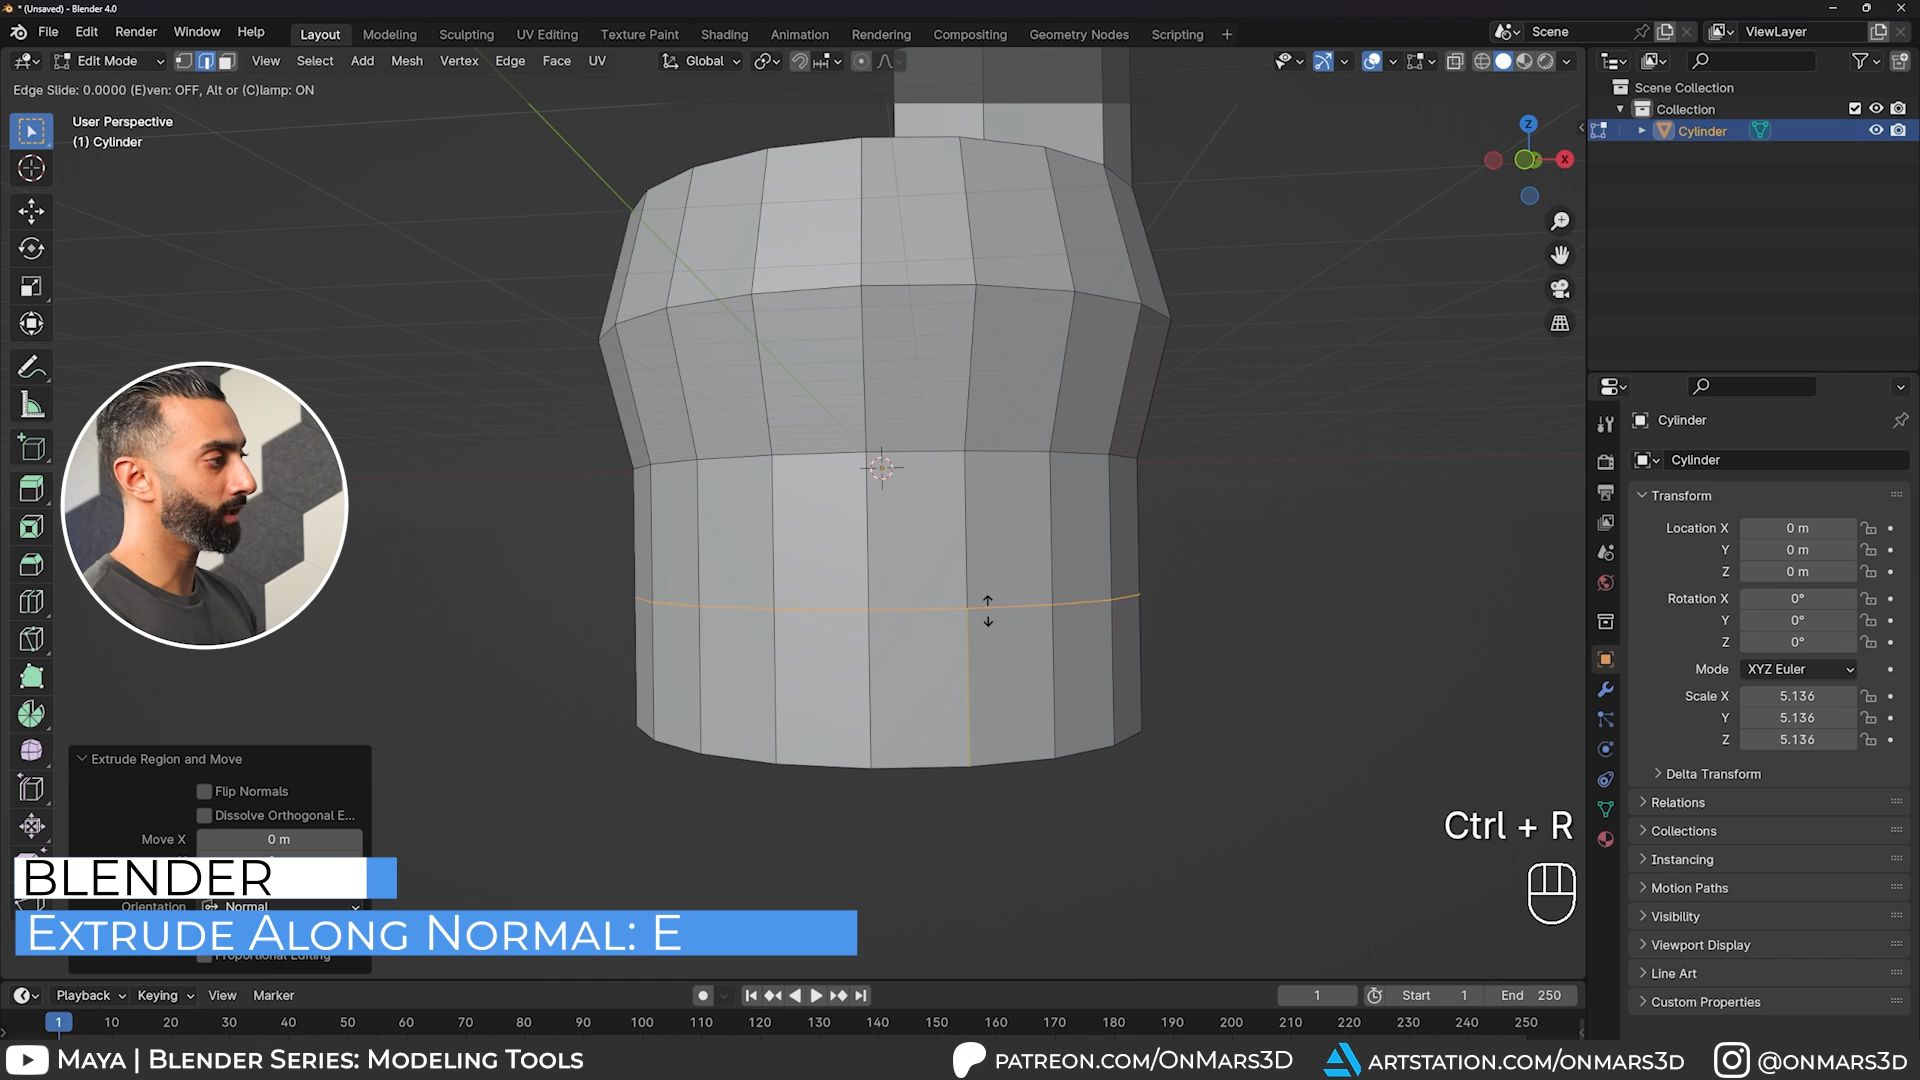 * (Unsaved) - Blender 4.0
File Edit Render Window Help Layout Modeling Sculpting UV Editing Texture Paint Shading Animation Rendering Compositing Geometry Nodes Scripting + Scene ViewLayer
Edit Mode View Select Add Mesh Vertex Edge Face UV Global
Edge Slide: 0.0000 (E)ven: OFF, Alt or (C)lamp: ON
User Perspective
(1) Cylinder
Z
X
Scene Collection
Collection
Cylinder
Cylinder
Cylinder
Transform
Location X 0 m
Y 0 m
Z 0 m
Rotation X 0°
Y 0°
Z 0°
Mode XYZ Euler
Scale X 5.136
Y 5.136
Z 5.136
Delta Transform
Relations
Collections
Instancing
Motion Paths
Visibility
Viewport Display
Line Art
Custom Properties
Extrude Region and Move
Flip Normals
Dissolve Orthogonal E...
Move X 0 m
Orientation Normal
Proportional Editing
Ctrl + R
BLENDER
Extrude Along Normal: E
Playback Keying View Marker 1 Start 1 End 250
1 10 20 30 40 50 60 70 80 90 100 110 120 130 140 150 160 170 180 190 200 210 220 230 240 250
Maya | Blender Series: Modeling Tools patreon.com/OnMars3D artstation.com/onmars3d @onmars3d